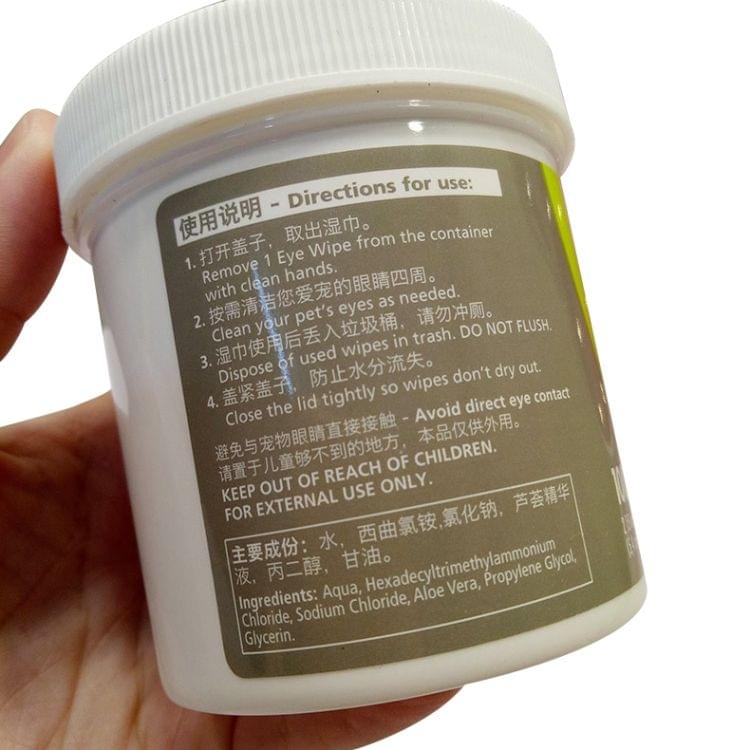 使用说明 - Directions for use:
1. 打开盖子，取出湿巾。
Remove 1 Eye Wipe from the container
with clean hands.
2. 按需清洁您爱宠的眼睛四周。
Clean your pet's eyes as needed.
3. 湿巾使用后丢入垃圾桶，请勿冲厕。
Dispose of used wipes in trash. DO NOT FLUSH.
4. 盖紧盖子，防止水分流失。
Close the lid tightly so wipes don't dry out.
避免与宠物眼睛直接接触 - Avoid direct eye contact
请置于儿童够不到的地方，本品仅供外用。
KEEP OUT OF REACH OF CHILDREN.
FOR EXTERNAL USE ONLY.
主要成份：水，西曲氯铵,氯化钠，芦荟精华
液，丙二醇，甘油。
Ingredients: Aqua, Hexadecyltrimethylammonium
Chloride, Sodium Chloride, Aloe Vera, Propylene Glycol,
Glycerin.